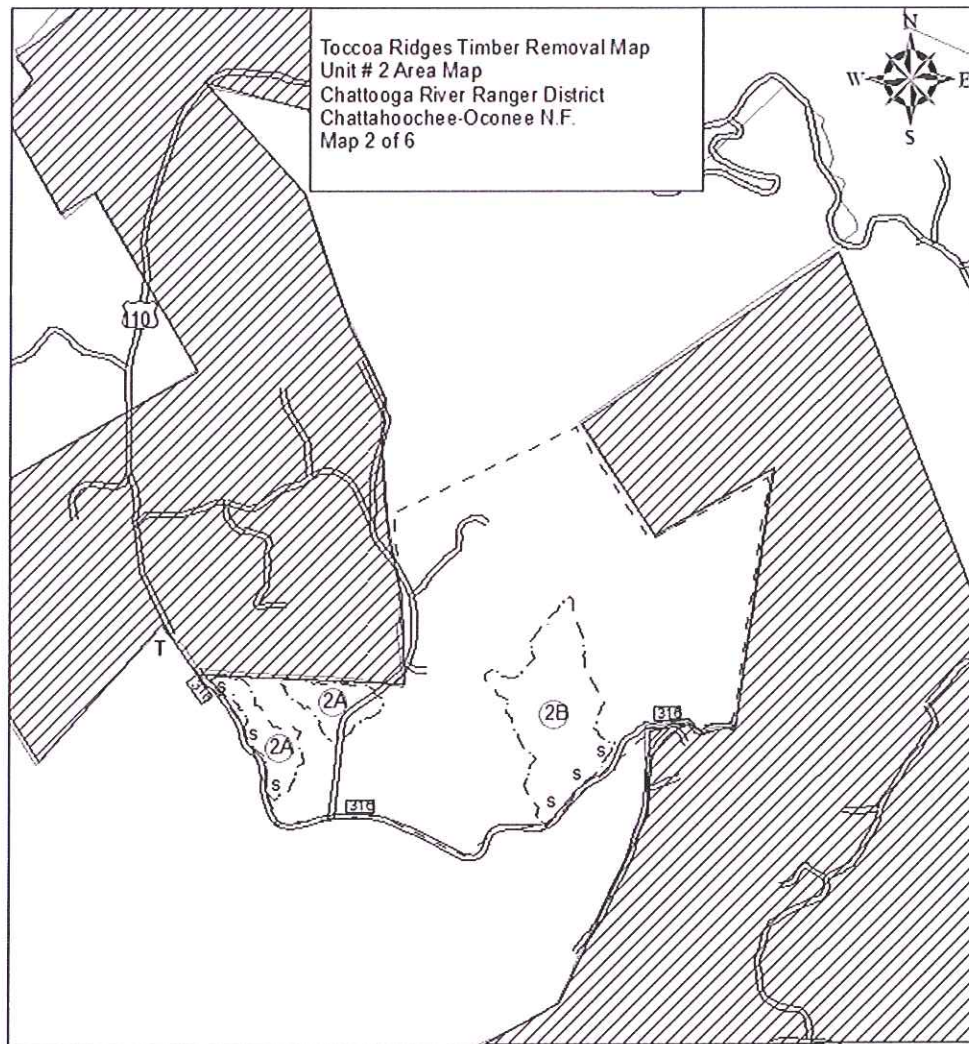 Toccoa Ridges Timber Removal Map
Unit # 2 Area Map
Chattooga River Ranger District
Chattahoochee-Oconee N.F.
Map 2 of 6
N
W E
S
110
T
316
S
2A
S
2A
S
2B
316
S
S
S
316